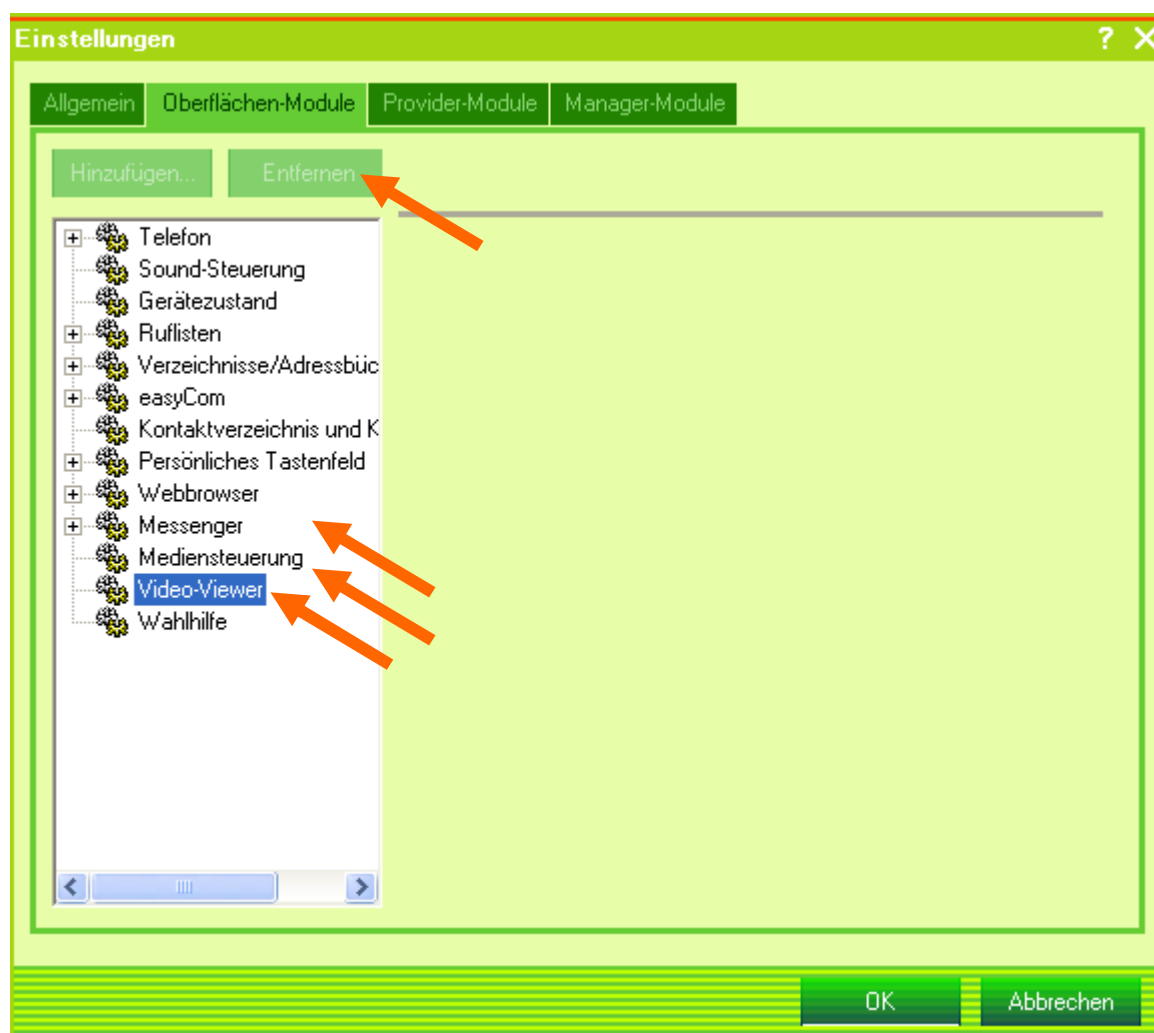 Einstellungen ? X
Allgemein Oberflächen-Module Provider-Module Manager-Module
Hinzufügen... Entfernen
Telefon
Sound-Steuerung
Gerätezustand
Ruflisten
Verzeichnisse/Adressbüc
easyCom
Kontaktverzeichnis und K
Persönliches Tastenfeld
Webbrowser
Messenger
Mediensteuerung
Video-Viewer
Wahlhilfe
OK Abbrechen